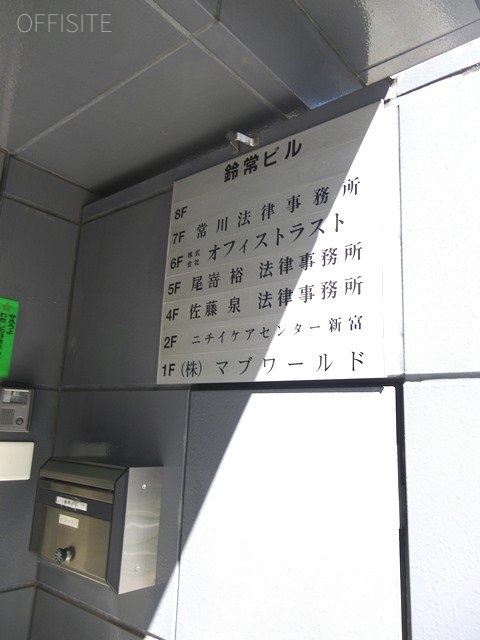 OFFISITE
鈴常ビル
8F
7F 常川法律事務所
6F 株式会社 オフィストラスト
5F 尾嵜裕 法律事務所
4F 佐藤泉 法律事務所
2F ニチイケアセンター新富
1F (株)マブワールド